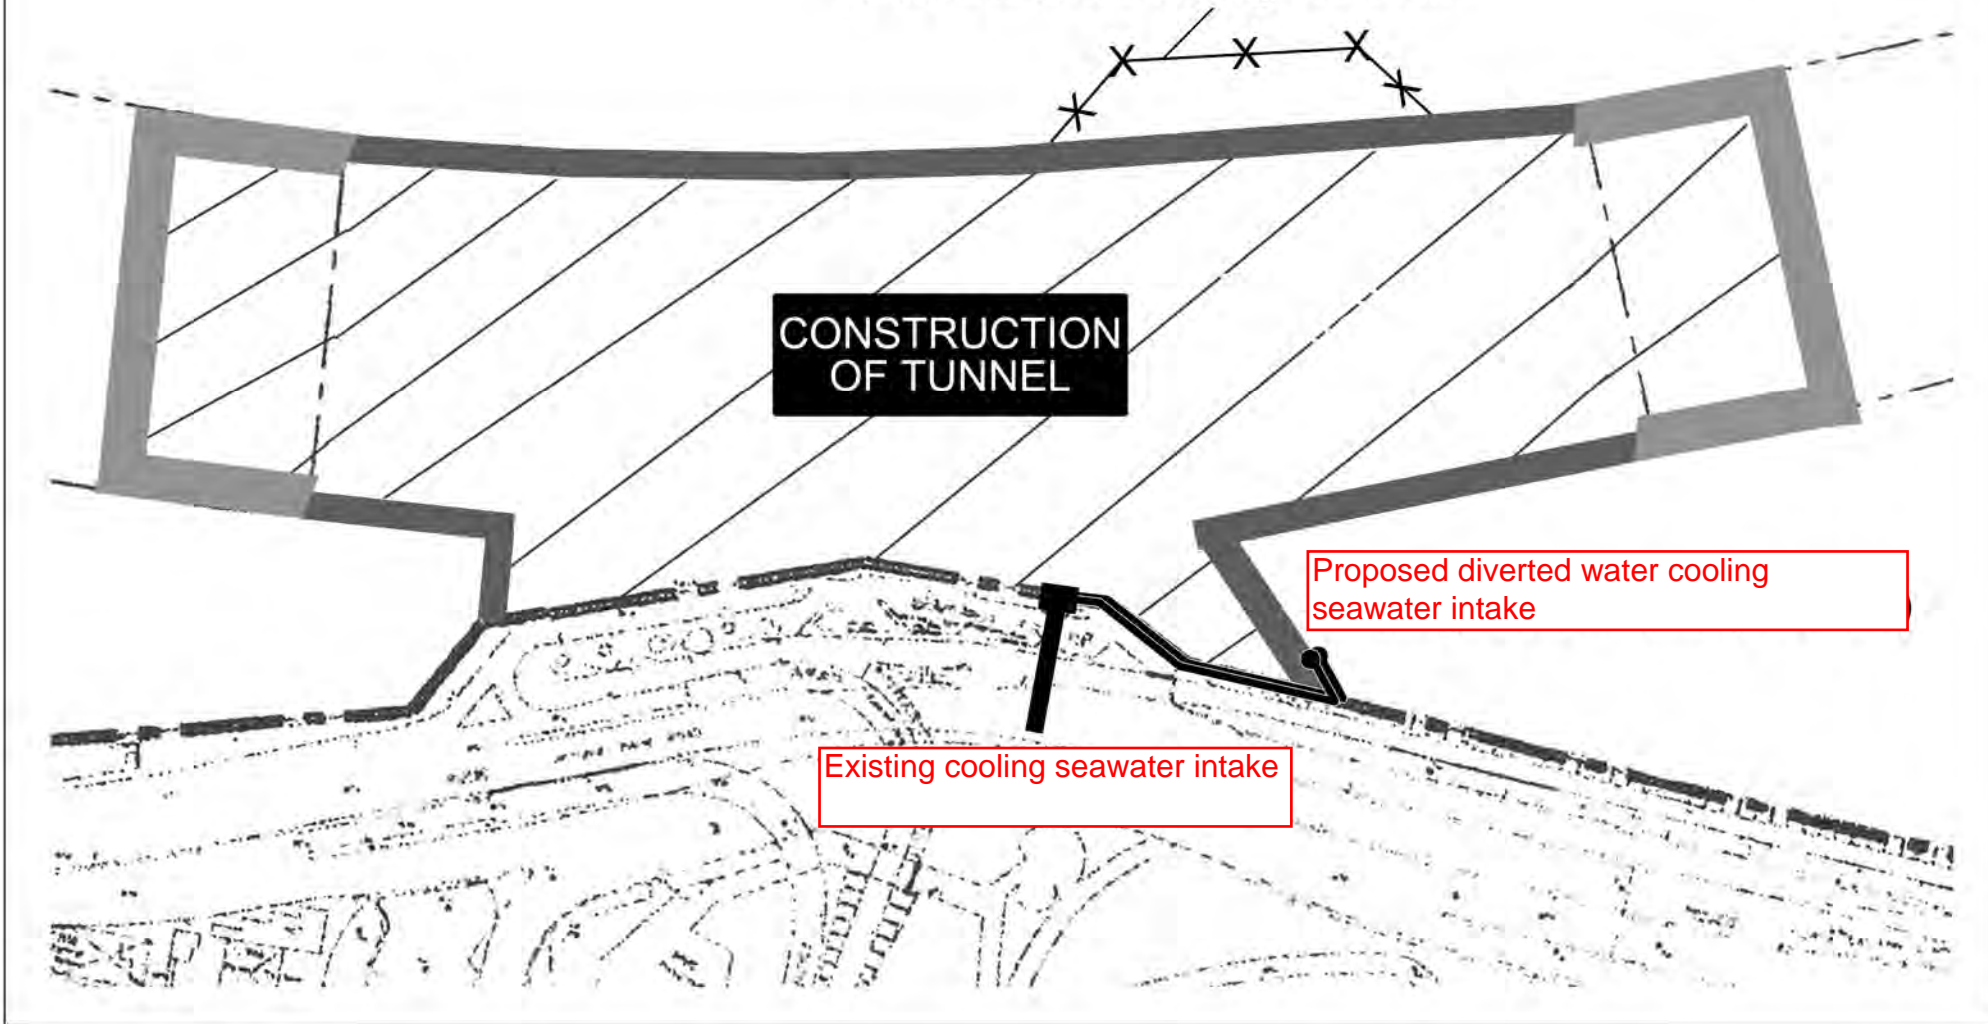 CONSTRUCTION
OF TUNNEL
Proposed diverted water cooling
seawater intake
Existing cooling seawater intake